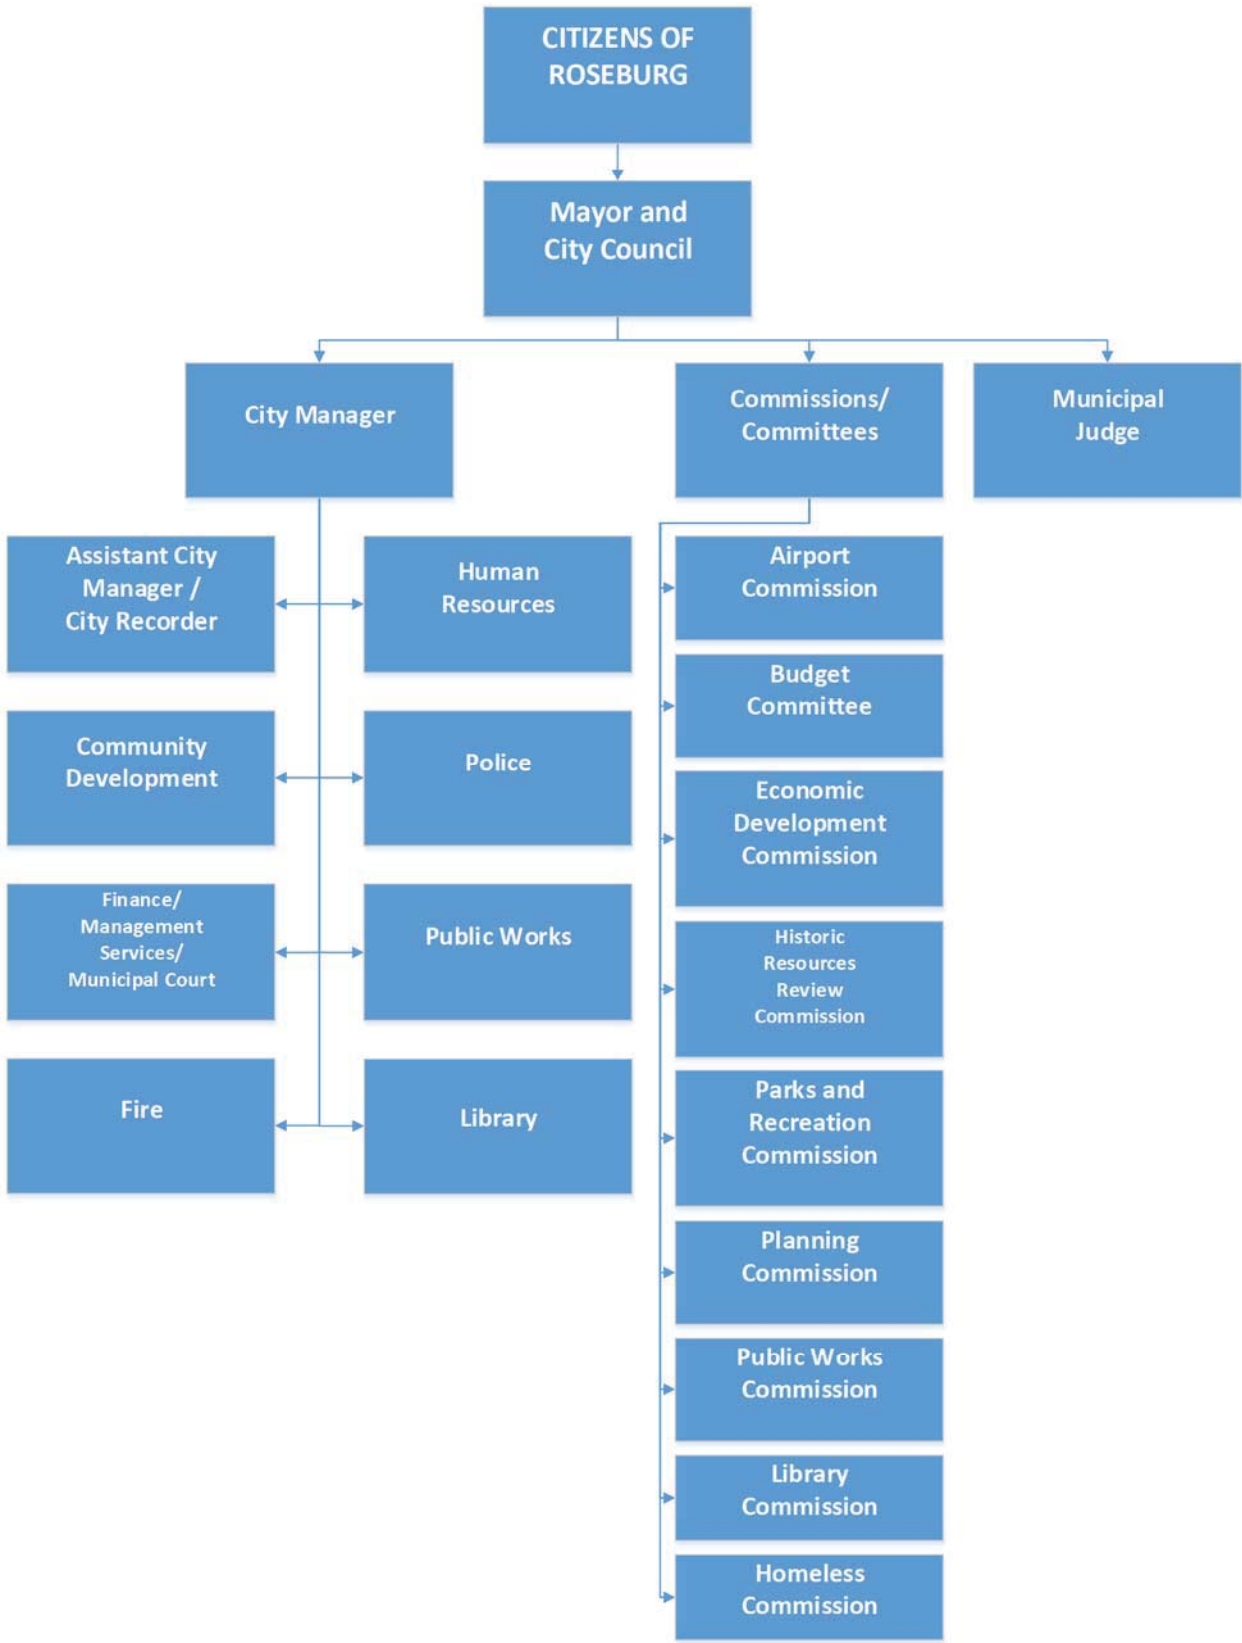 CITIZENS OF
ROSEBURG
Mayor and
City Council
City Manager
Commissions/
Committees
Municipal
Judge
Assistant City
Manager /
City Recorder
Human
Resources
Community
Development
Police
Finance/
Management
Services/
Municipal Court
Public Works
Fire
Library
Airport
Commission
Budget
Committee
Economic
Development
Commission
Historic
Resources
Review
Commission
Parks and
Recreation
Commission
Planning
Commission
Public Works
Commission
Library
Commission
Homeless
Commission